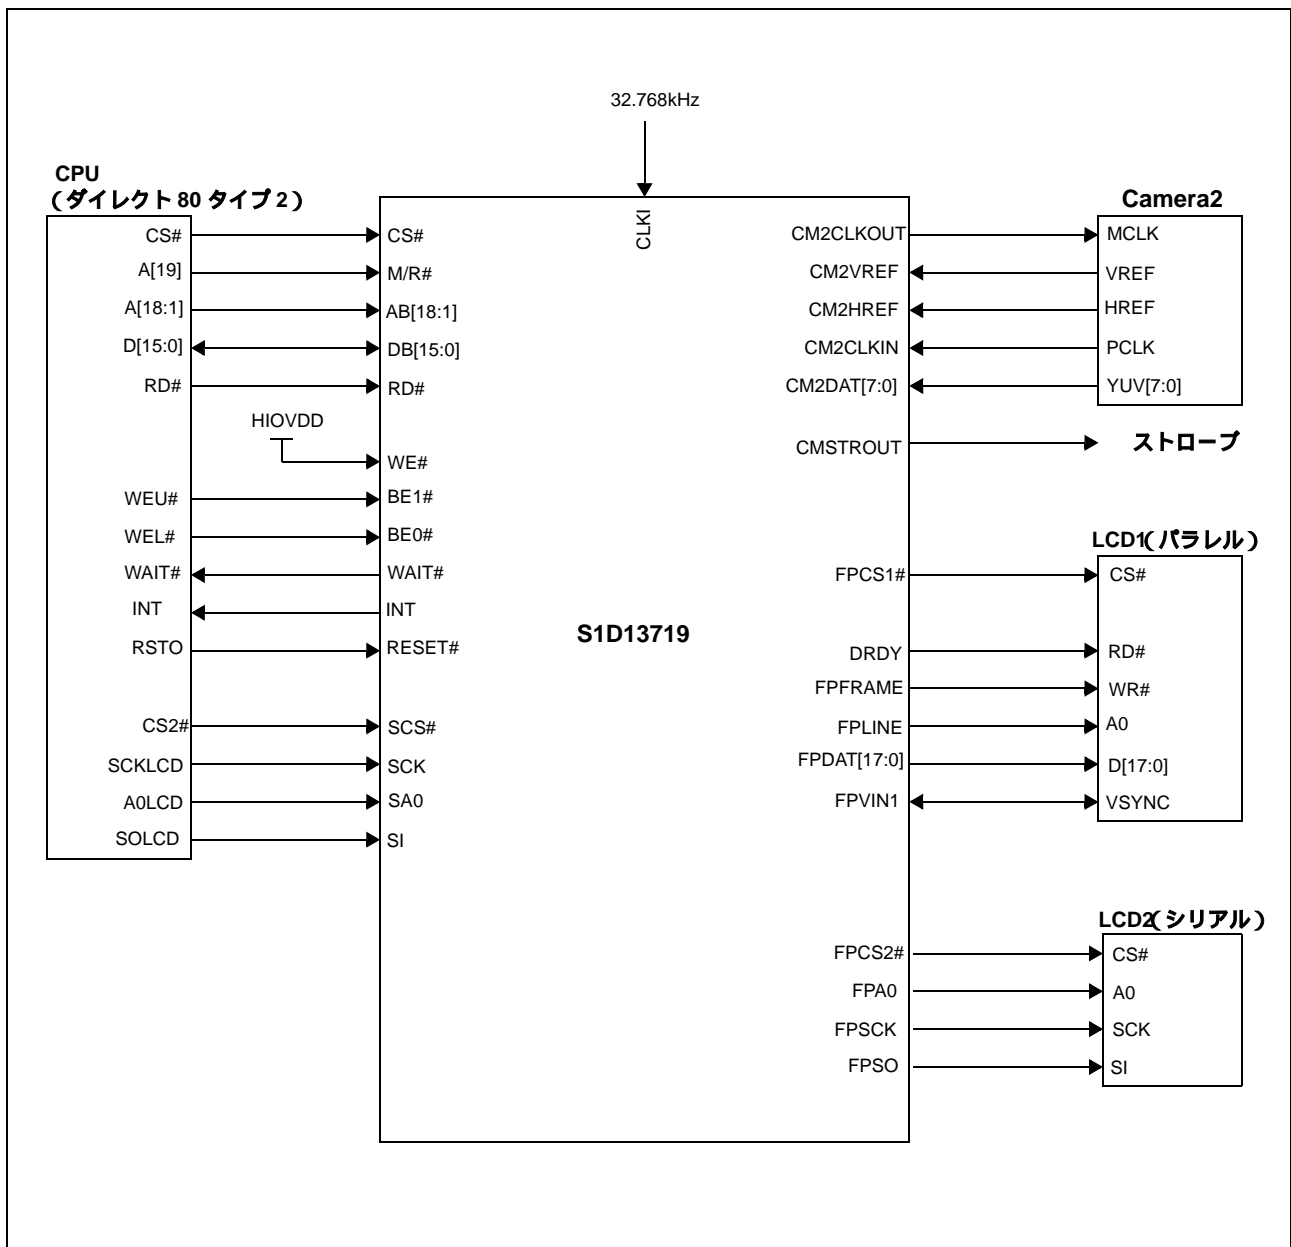 32.768kHz
CPU
（ダイレクト 80 タイプ 2）
CS#
A[19]
A[18:1]
D[15:0]
RD#
HIOVDD
WEU#
WEL#
WAIT#
INT
RSTO
CS2#
SCKLCD
A0LCD
SOLCD
CLKI
CS#
M/R#
AB[18:1]
DB[15:0]
RD#
WE#
BE1#
BE0#
WAIT#
INT
RESET#
SCS#
SCK
SA0
SI
S1D13719
CM2CLKOUT
CM2VREF
CM2HREF
CM2CLKIN
CM2DAT[7:0]
CMSTROUT
FPCS1#
DRDY
FPFRAME
FPLINE
FPDAT[17:0]
FPVIN1
FPCS2#
FPA0
FPSCK
FPSO
Camera2
MCLK
VREF
HREF
PCLK
YUV[7:0]
ストローブ
LCD1（パラレル）
CS#
RD#
WR#
A0
D[17:0]
VSYNC
LCD2（シリアル）
CS#
A0
SCK
SI